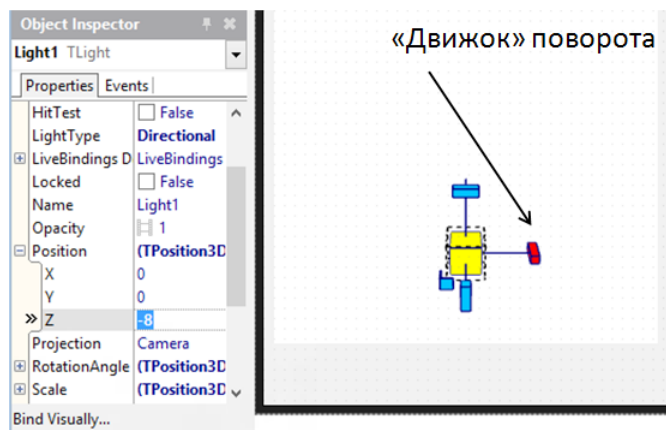 Object Inspector
Light1 TLight
Properties Events
HitTest False
LightType Directional
LiveBindings D LiveBindings
Locked False
Name Light1
Opacity 1
Position (TPosition3D
X 0
Y 0
Z -8
Projection Camera
RotationAngle (TPosition3D
Scale (TPosition3D
Bind Visually...
«Движок» поворота